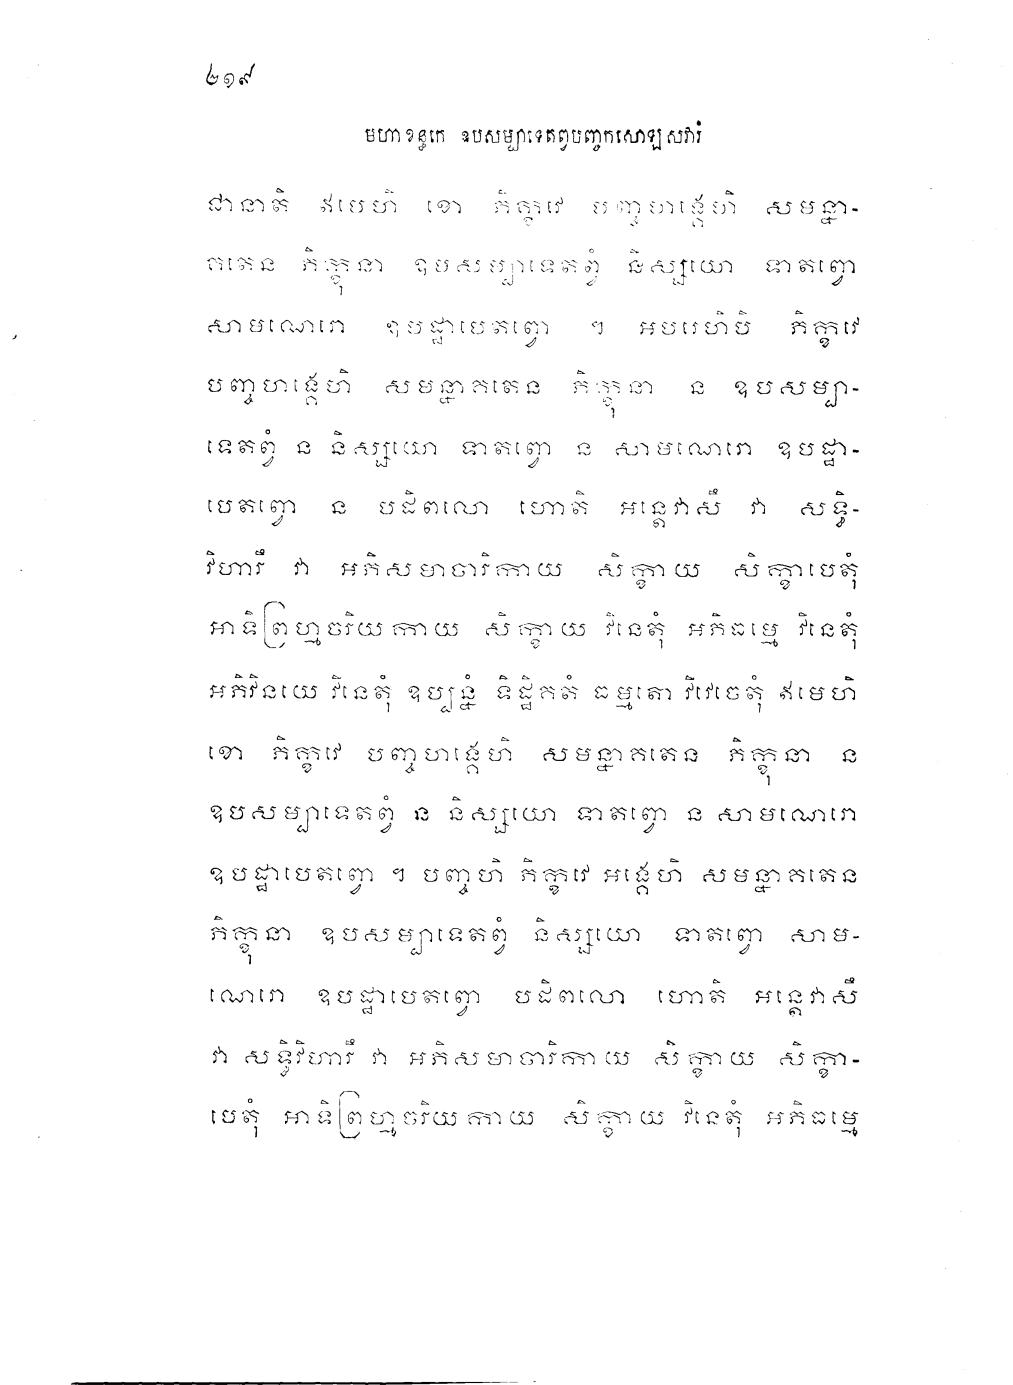 ២១៩
មហាខន្ធកេ ឧបសម្បាទេតព្វបញ្ចកសោឡសវារំ
ជានាតិ ឥមេហិ ខោ ភិក្ខវេ បញ្ចហង្គេហិ សមន្នា-
គតេន ភិក្ខុនា ឧបសម្បាទេតព្វំ និស្សយោ ទាតព្វោ
សាមណេរោ ឧបដ្ឋាបេតព្វោ ។ អបរេហិបិ ភិក្ខវេ
បញ្ចហង្គេហិ សមន្នាគតេន ភិក្ខុនា ន ឧបសម្បា-
ទេតព្វំ ន និស្សយោ ទាតព្វោ ន សាមណេរោ ឧបដ្ឋា-
បេតព្វោ ន បដិពលោ ហោតិ អន្តេវាសឹ វា សទ្ធិ-
វិហារឹ វា អភិសមាចារិកាយ សិក្ខាយ សិក្ខាបេតុំ
អាទិព្រហ្មចរិយកាយ សិក្ខាយ វិនេតុំ អភិធម្មេ វិនេតុំ
អភិវិនយេ វិនេតុំ ឧប្បន្នំ ទិដ្ឋិគតំ ធម្មតោ វិវេចេតុំ ឥមេហិ
ខោ ភិក្ខវេ បញ្ចហង្គេហិ សមន្នាគតេន ភិក្ខុនា ន
ឧបសម្បាទេតព្វំ ន និស្សយោ ទាតព្វោ ន សាមណេរោ
ឧបដ្ឋាបេតព្វោ ។ បញ្ចហិ ភិក្ខវេ អង្គេហិ សមន្នាគតេន
ភិក្ខុនា ឧបសម្បាទេតព្វំ និស្សយោ ទាតព្វោ សាម-
ណេរោ ឧបដ្ឋាបេតព្វោ បដិពលោ ហោតិ អន្តេវាសឹ
វា សទ្ធិវិហារឹ វា អភិសមាចារិកាយ សិក្ខាយ សិក្ខា-
បេតុំ អាទិព្រហ្មចរិយកាយ សិក្ខាយ វិនេតុំ អភិធម្មេ